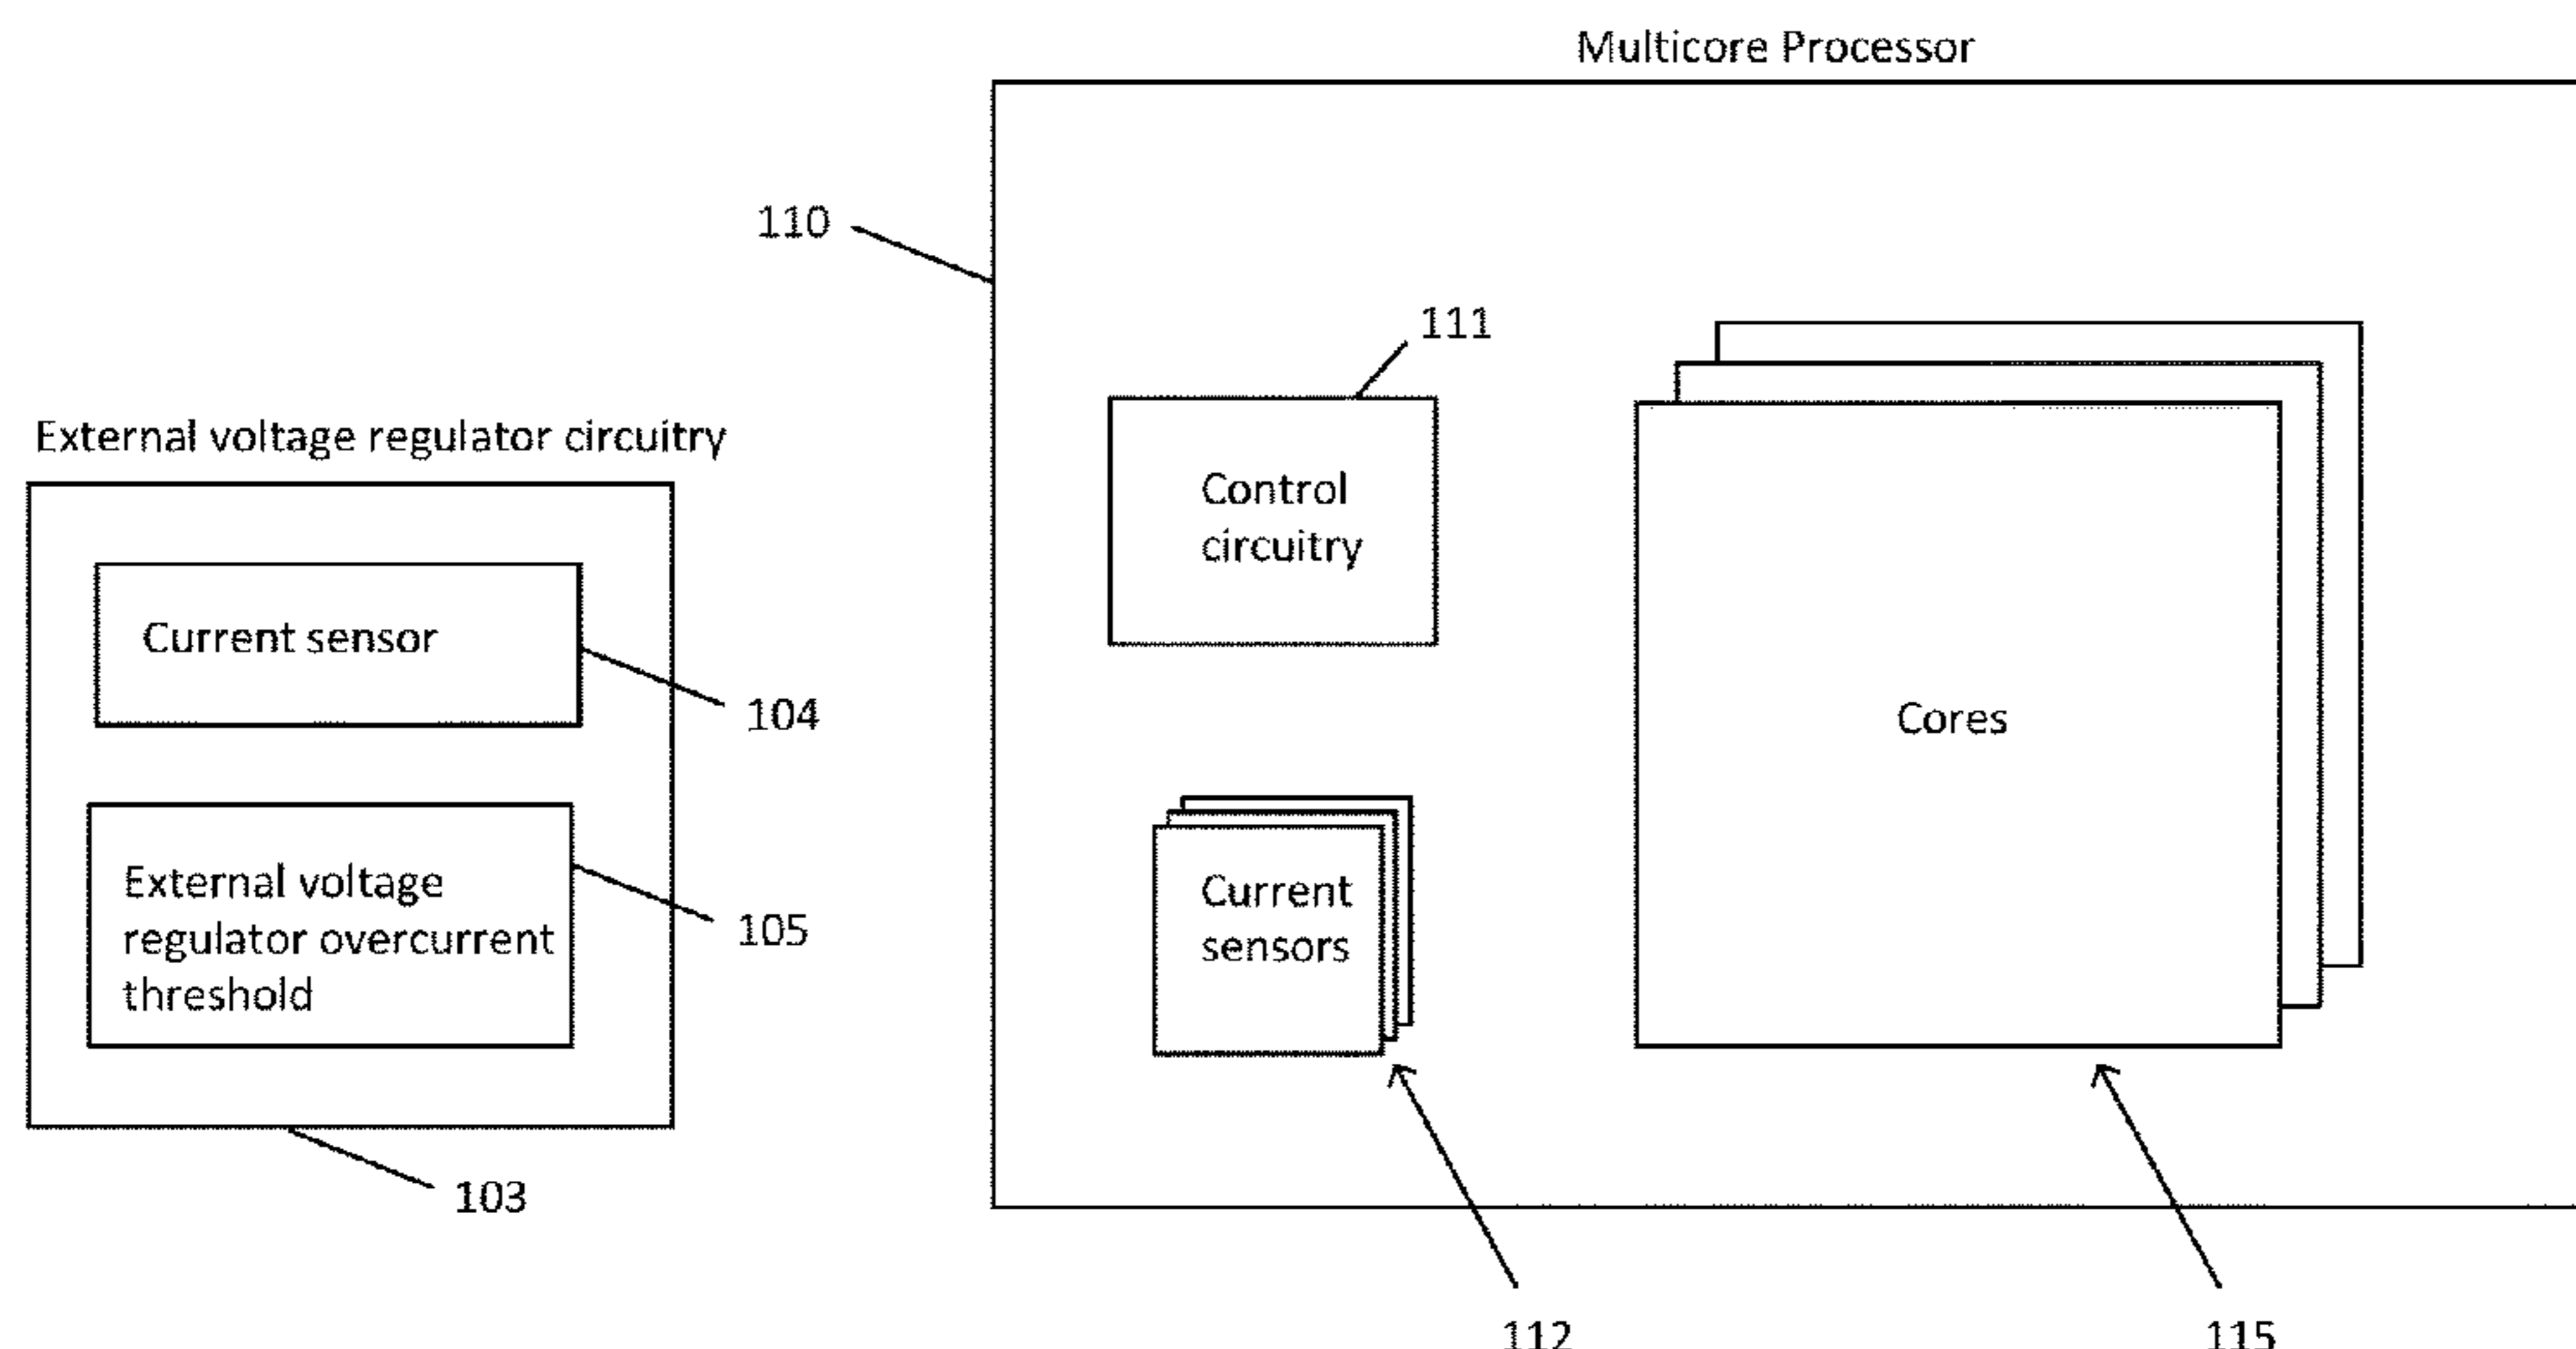 Multicore Processor
110
111
External voltage regulator circuitry
Control
circuitry
Current sensor
104
Cores
External voltage
regulator overcurrent
threshold
105
Current
sensors
103
112
115